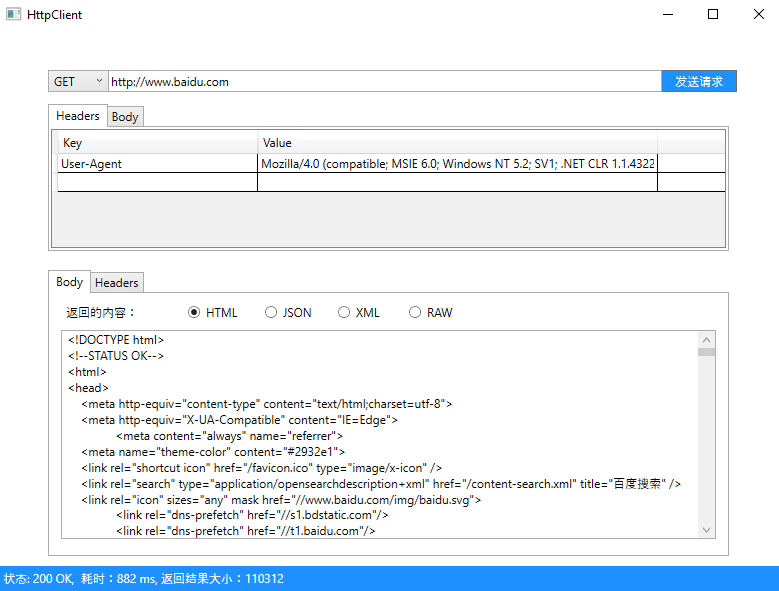 HttpClient
GET http://www.baidu.com 发送请求
Headers Body
Key Value
User-Agent Mozilla/4.0 (compatible; MSIE 6.0; Windows NT 5.2; SV1; .NET CLR 1.1.4322
Body Headers
返回的内容： HTML JSON XML RAW
<!DOCTYPE html>
<!--STATUS OK-->
<html>
<head>
<meta http-equiv="content-type" content="text/html;charset=utf-8">
<meta http-equiv="X-UA-Compatible" content="IE=Edge">
<meta content="always" name="referrer">
<meta name="theme-color" content="#2932e1">
<link rel="shortcut icon" href="/favicon.ico" type="image/x-icon" />
<link rel="search" type="application/opensearchdescription+xml" href="/content-search.xml" title="百度搜索" />
<link rel="icon" sizes="any" mask href="//www.baidu.com/img/baidu.svg">
<link rel="dns-prefetch" href="//s1.bdstatic.com"/>
<link rel="dns-prefetch" href="//t1.baidu.com"/>
状态: 200 OK, 耗时：882 ms, 返回结果大小：110312